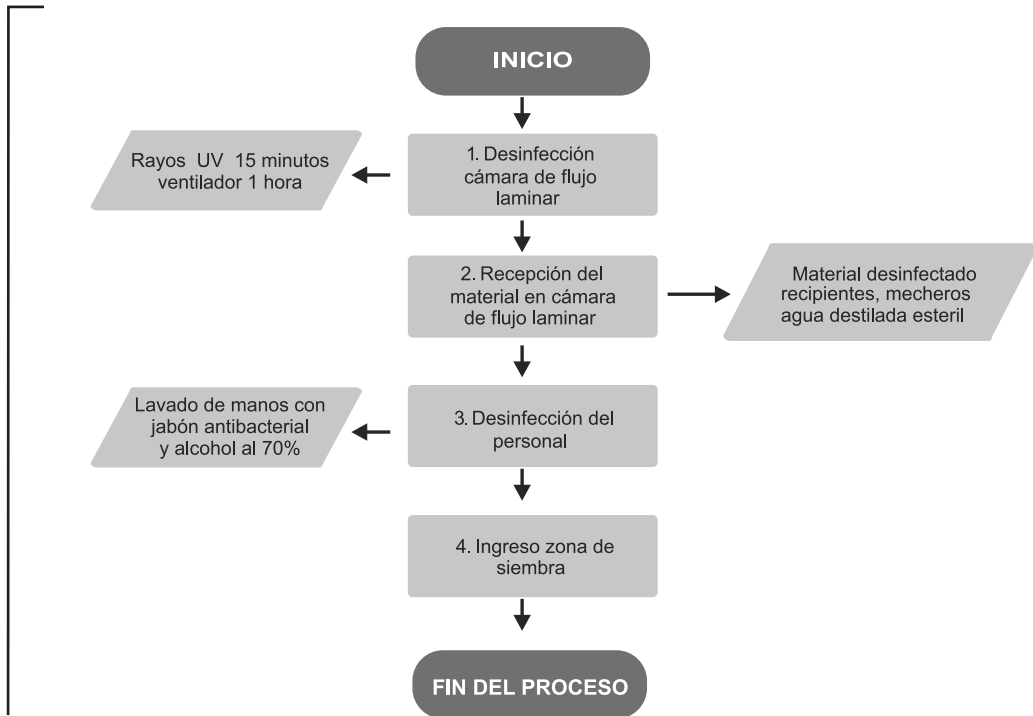 INICIO
1. Desinfección
cámara de flujo
laminar
Rayos UV 15 minutos
ventilador 1 hora
2. Recepción del
material en cámara
de flujo laminar
Material desinfectado
recipientes, mecheros
agua destilada esteril
3. Desinfección del
personal
Lavado de manos con
jabón antibacterial
y alcohol al 70%
4. Ingreso zona de
siembra
FIN DEL PROCESO